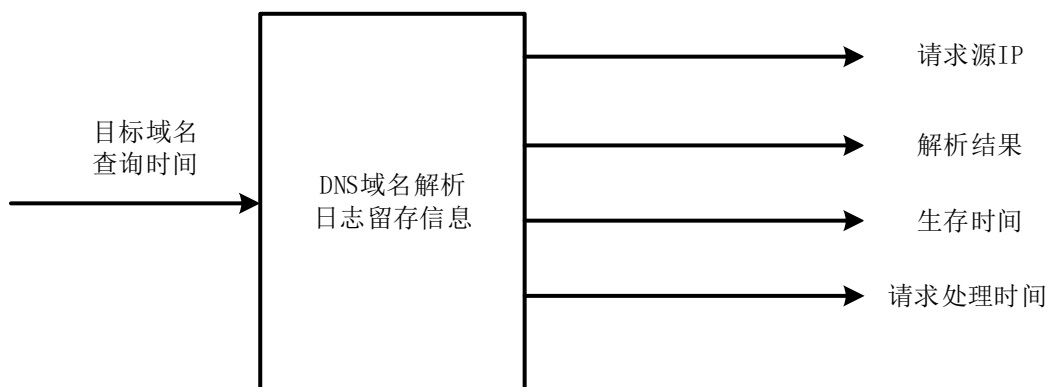 目标域名
查询时间
DNS域名解析
日志留存信息
请求源IP
解析结果
生存时间
请求处理时间